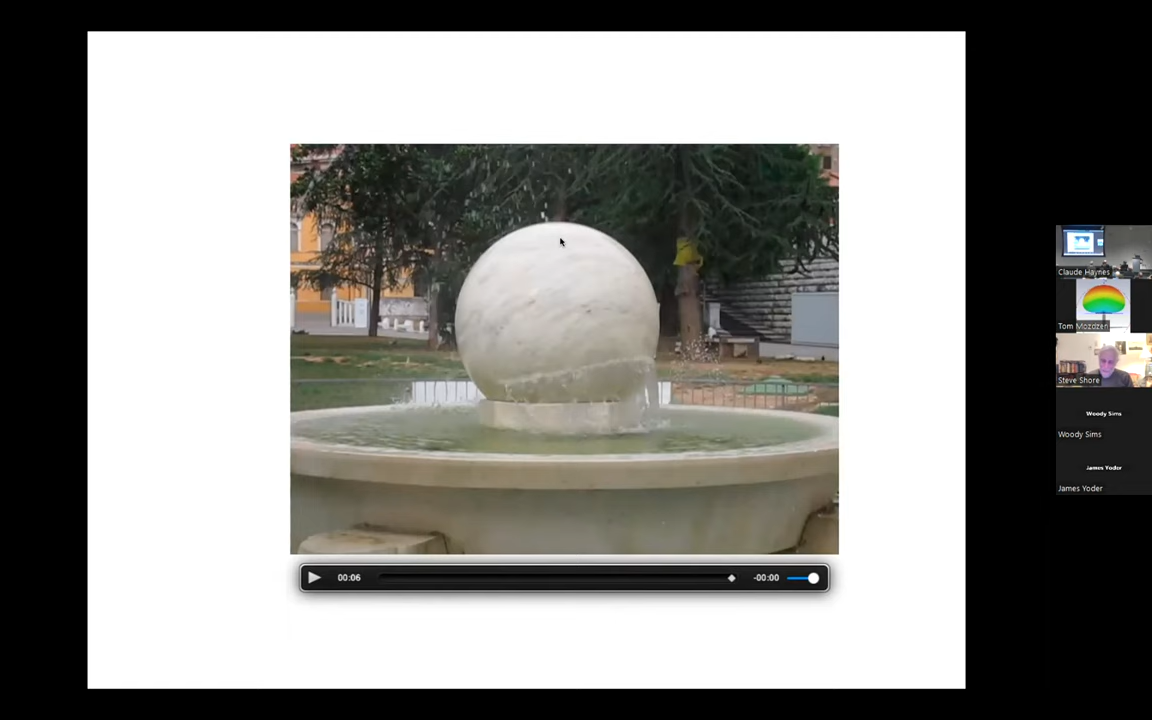 00:06
-00:00
Claude Haynes
Tom Mozdzen
Steve Shore
Woody Sims
Woody Sims
James Yoder
James Yoder